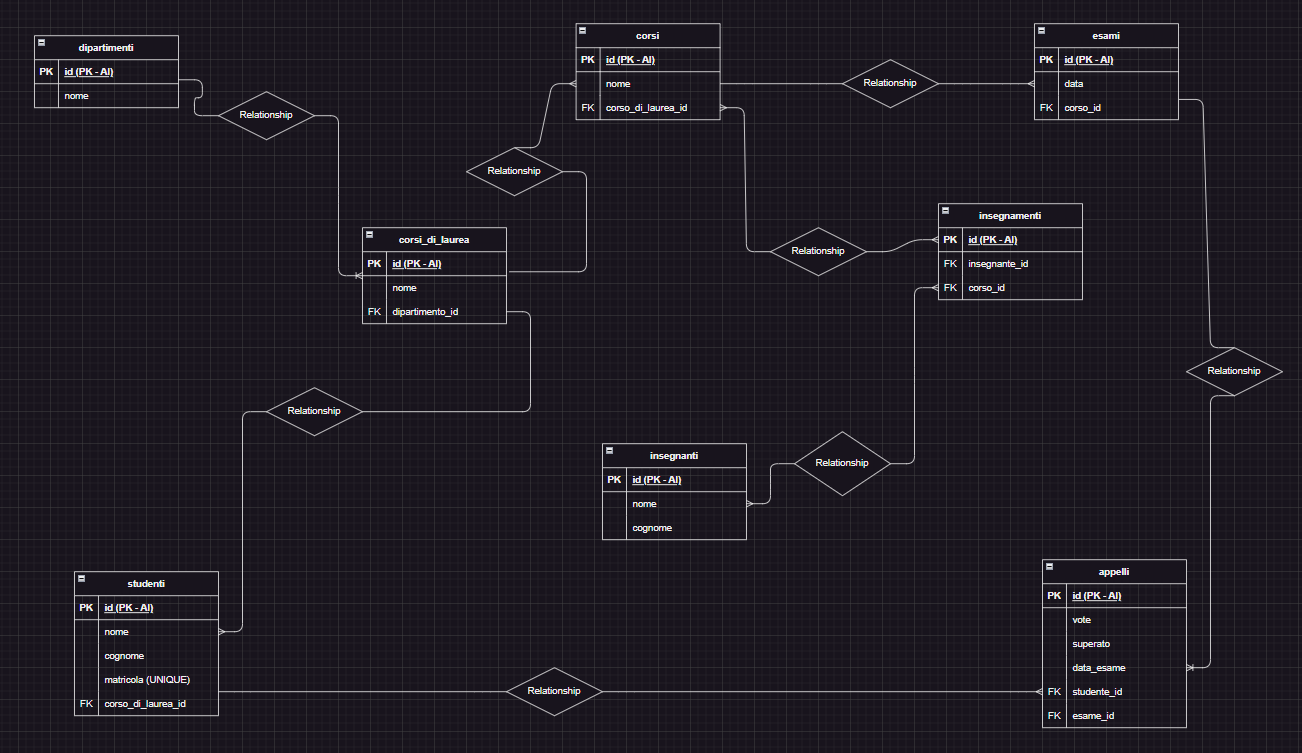 dipartimenti
PK id (PK - AI)
nome
Relationship
corsi
PK id (PK - AI)
nome
FK corso_di_laurea_id
Relationship
esami
PK id (PK - AI)
data
FK corso_id
Relationship
corsi_di_laurea
PK id (PK - AI)
nome
FK dipartimento_id
Relationship
insegnamenti
PK id (PK - AI)
FK insegnante_id
FK corso_id
Relationship
Relationship
insegnanti
PK id (PK - AI)
nome
cognome
Relationship
studenti
PK id (PK - AI)
nome
cognome
matricola (UNIQUE)
FK corso_di_laurea_id
Relationship
appelli
PK id (PK - AI)
vote
superato
data_esame
FK studente_id
FK esame_id